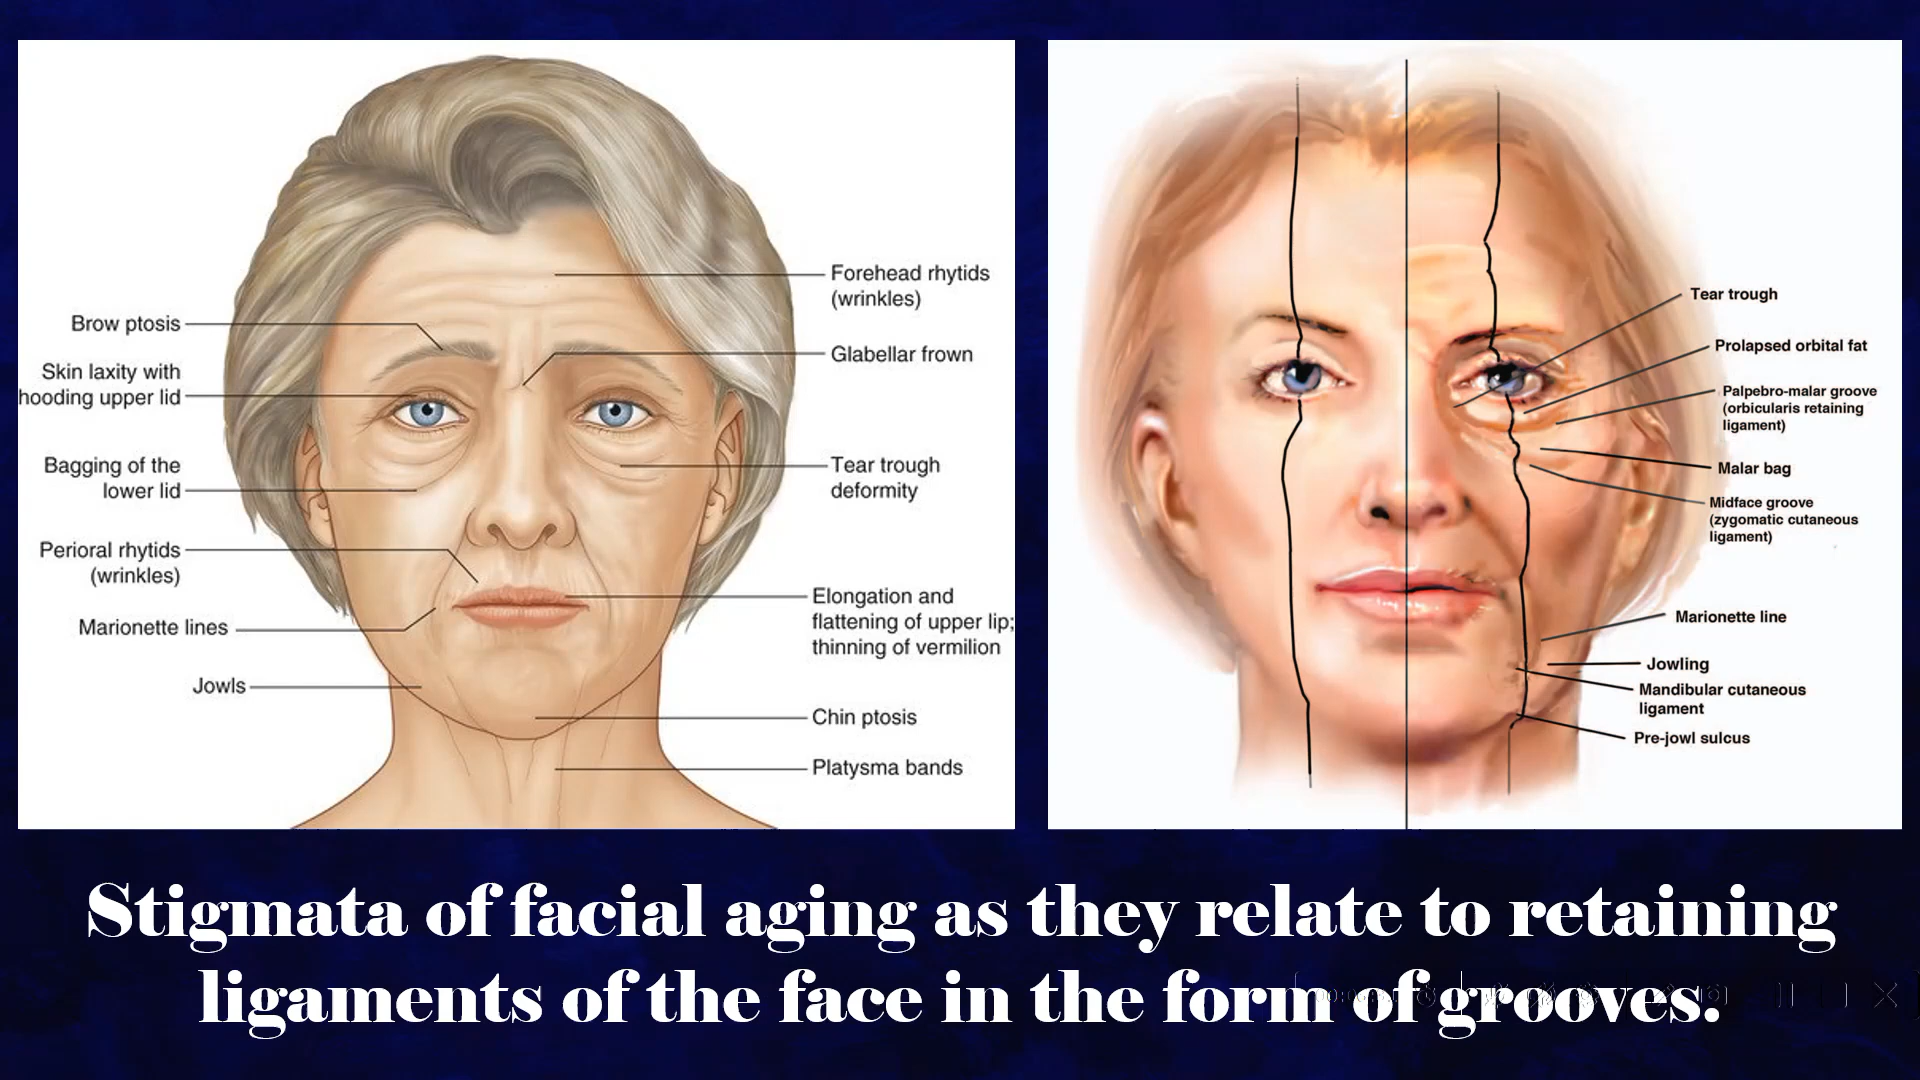 Brow ptosis
Skin laxity with
hooding upper lid
Bagging of the
lower lid
Perioral rhytids
(wrinkles)
Marionette lines
Jowls
Forehead rhytids
(wrinkles)
Glabellar frown
Tear trough
deformity
Elongation and
flattening of upper lip;
thinning of vermilion
Chin ptosis
Platysma bands
Tear trough
Prolapsed orbital fat
Palpebro-malar groove
(orbicularis retaining
ligament)
Malar bag
Midface groove
(zygomatic cutaneous
ligament)
Marionette line
Jowling
Mandibular cutaneous
ligament
Pre-jowl sulcus
Stigmata of facial aging as they relate to retaining
ligaments of the face in the form of grooves.